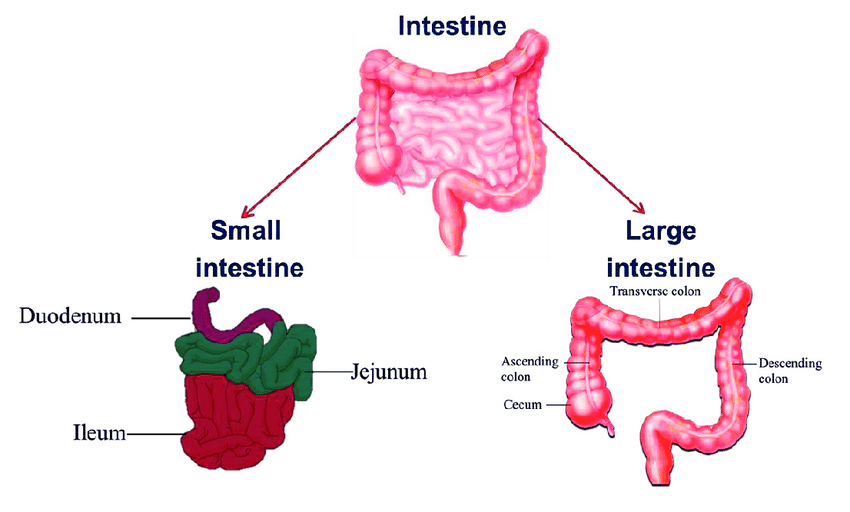 Intestine
Small
intestine
Large
intestine
Duodenum
Jejunum
Ileum
Transverse colon
Ascending
colon
Descending
colon
Cecum